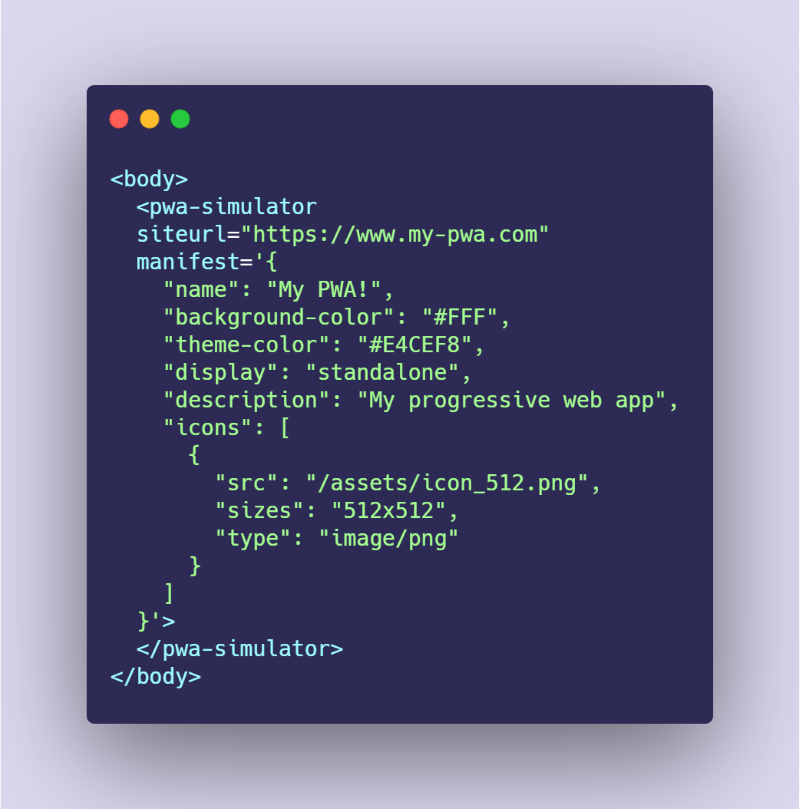 <body>
  <pwa-simulator
  siteurl="https://www.my-pwa.com"
  manifest='{
    "name": "My PWA!",
    "background-color": "#FFF",
    "theme-color": "#E4CEF8",
    "display": "standalone",
    "description": "My progressive web app",
    "icons": [
      {
        "src": "/assets/icon_512.png",
        "sizes": "512x512",
        "type": "image/png"
      }
    ]
  }'>
  </pwa-simulator>
</body>